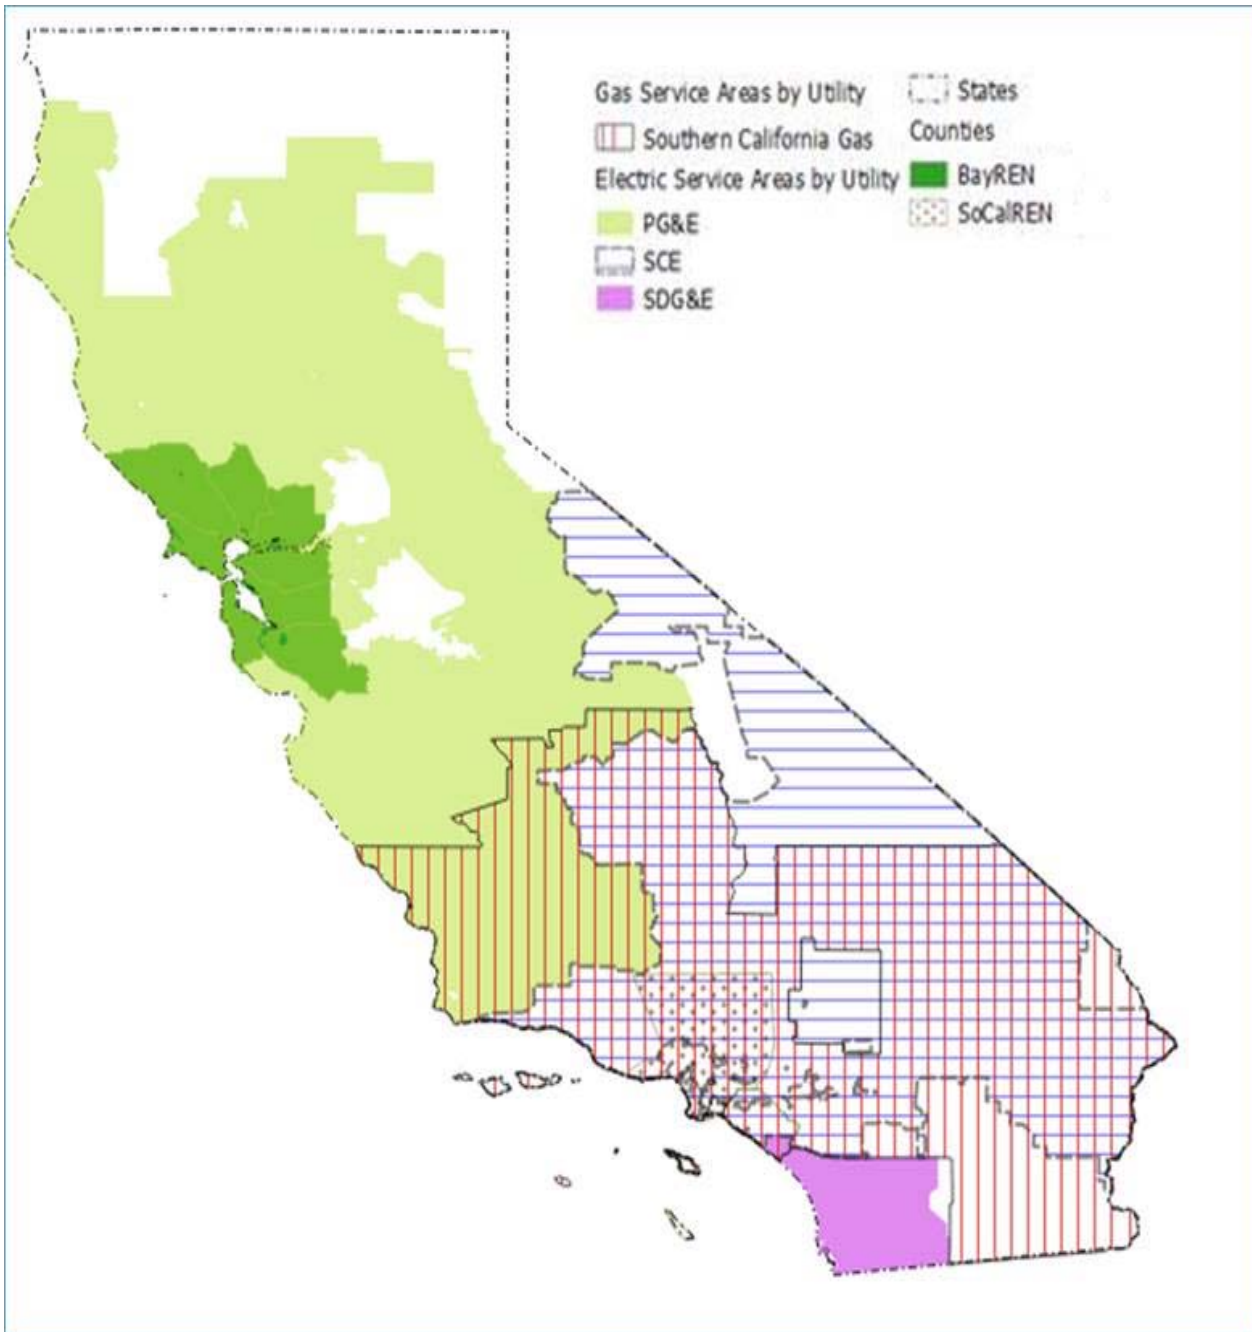 Gas Service Areas by Utility
Southern California Gas
Electric Service Areas by Utility
PG&E
SCE
SDG&E
States
Counties
BayREN
SoCalREN